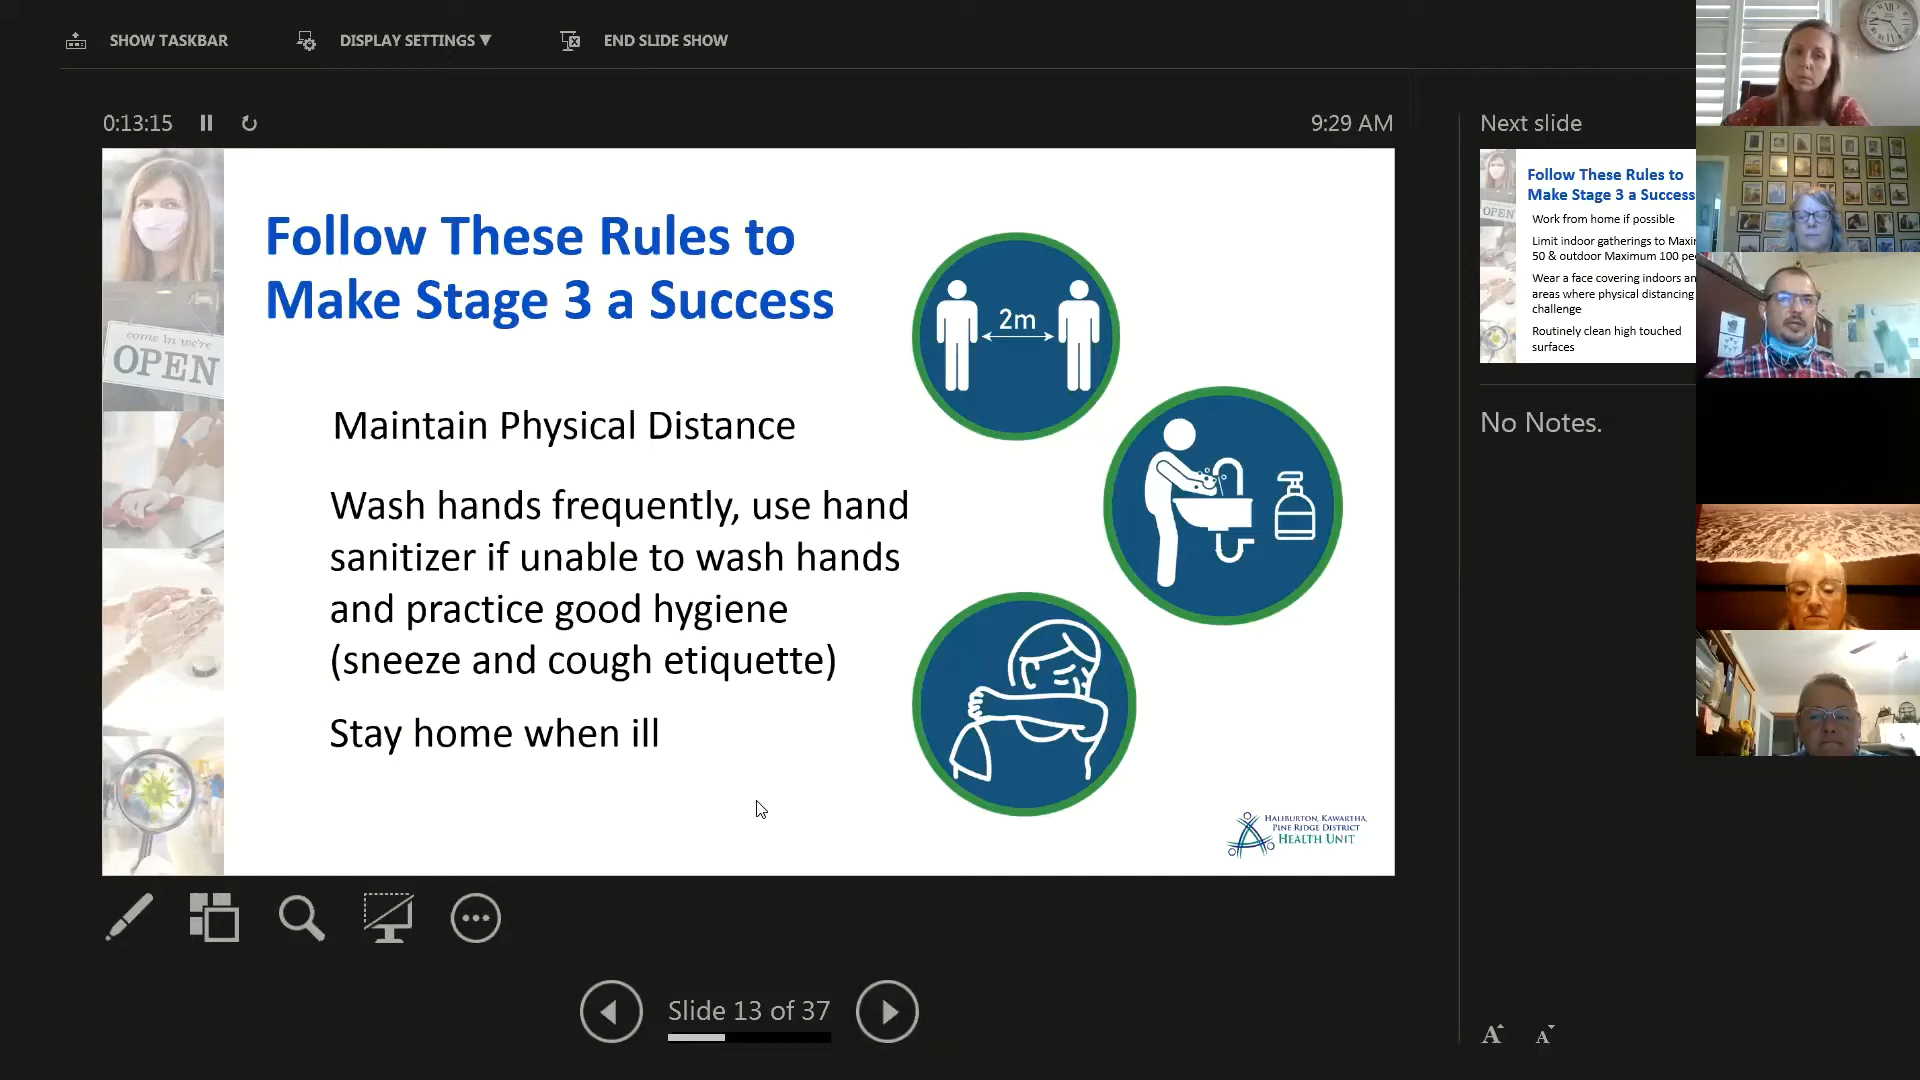 SHOW TASKBAR
DISPLAY SETTINGS ▼
END SLIDE SHOW
0:13:15
9:29 AM
Next slide
come in we're
OPEN
Follow These Rules to
Make Stage 3 a Success
Maintain Physical Distance
Wash hands frequently, use hand
sanitizer if unable to wash hands
and practice good hygiene
(sneeze and cough etiquette)
Stay home when ill
2m
HALIBURTON, KAWARTHA,
PINE RIDGE DISTRICT
HEALTH UNIT
OPEN
Follow These Rules to
Make Stage 3 a Success
Work from home if possible
Limit indoor gatherings to Maxi
50 & outdoor Maximum 100 pe
Wear a face covering indoors an
areas where physical distancing
challenge
Routinely clean high touched
surfaces
No Notes.
Slide 13 of 37
A A